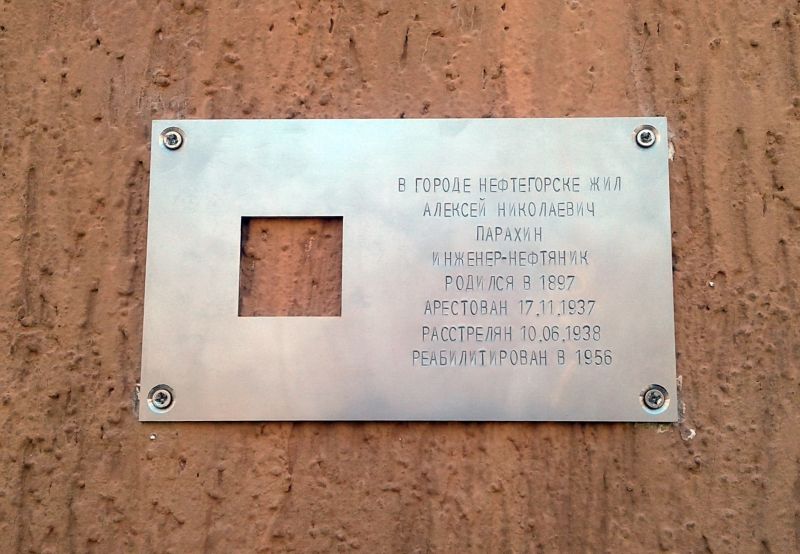 В ГОРОДЕ НЕФТЕГОРСКЕ ЖИЛ
АЛЕКСЕЙ НИКОЛАЕВИЧ
ПАРАХИН
ИНЖЕНЕР-НЕФТЯНИК
РОДИЛСЯ В 1897
АРЕСТОВАН 17.11.1937
РАССТРЕЛЯН 10.06.1938
РЕАБИЛИТИРОВАН В 1956